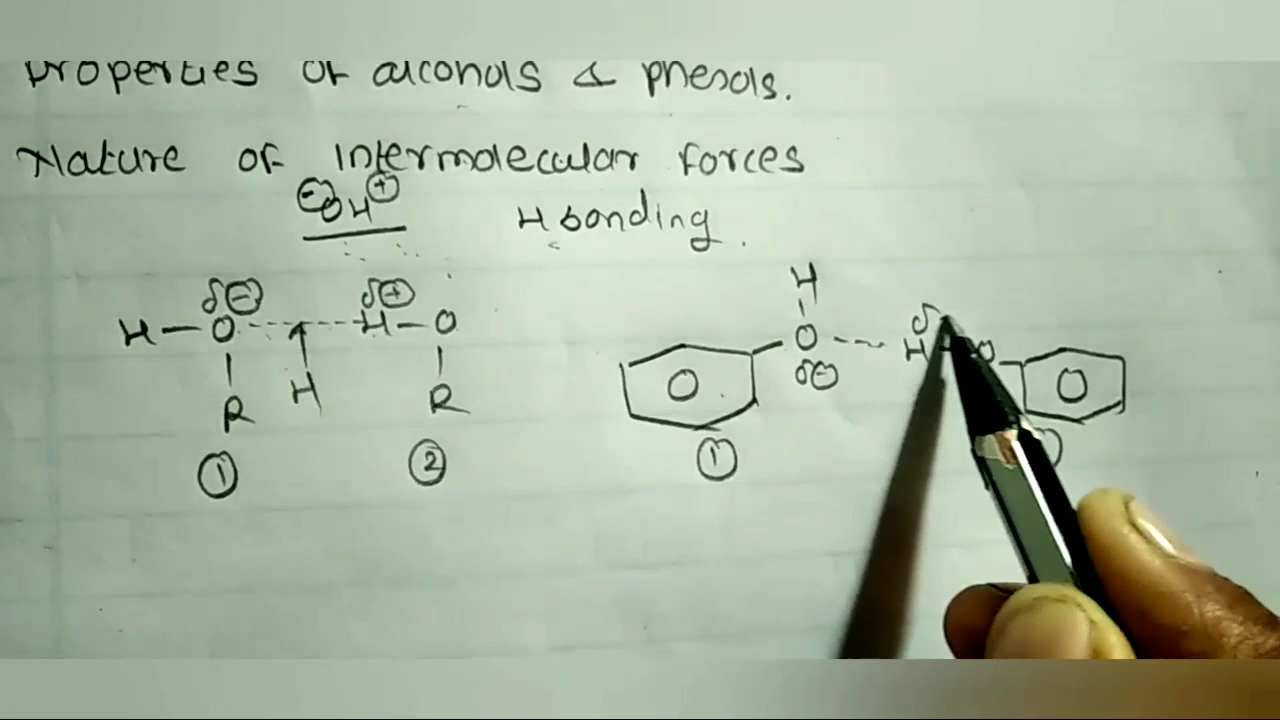 Properties of alcohols & phenols.
Nature of Intermolecular forces
⊖OH⊕ H bonding.
δ⊖ δ⊕
H – O ------ H – O
R H R
① ②
H
O --- H O
δ⊖ δ
①